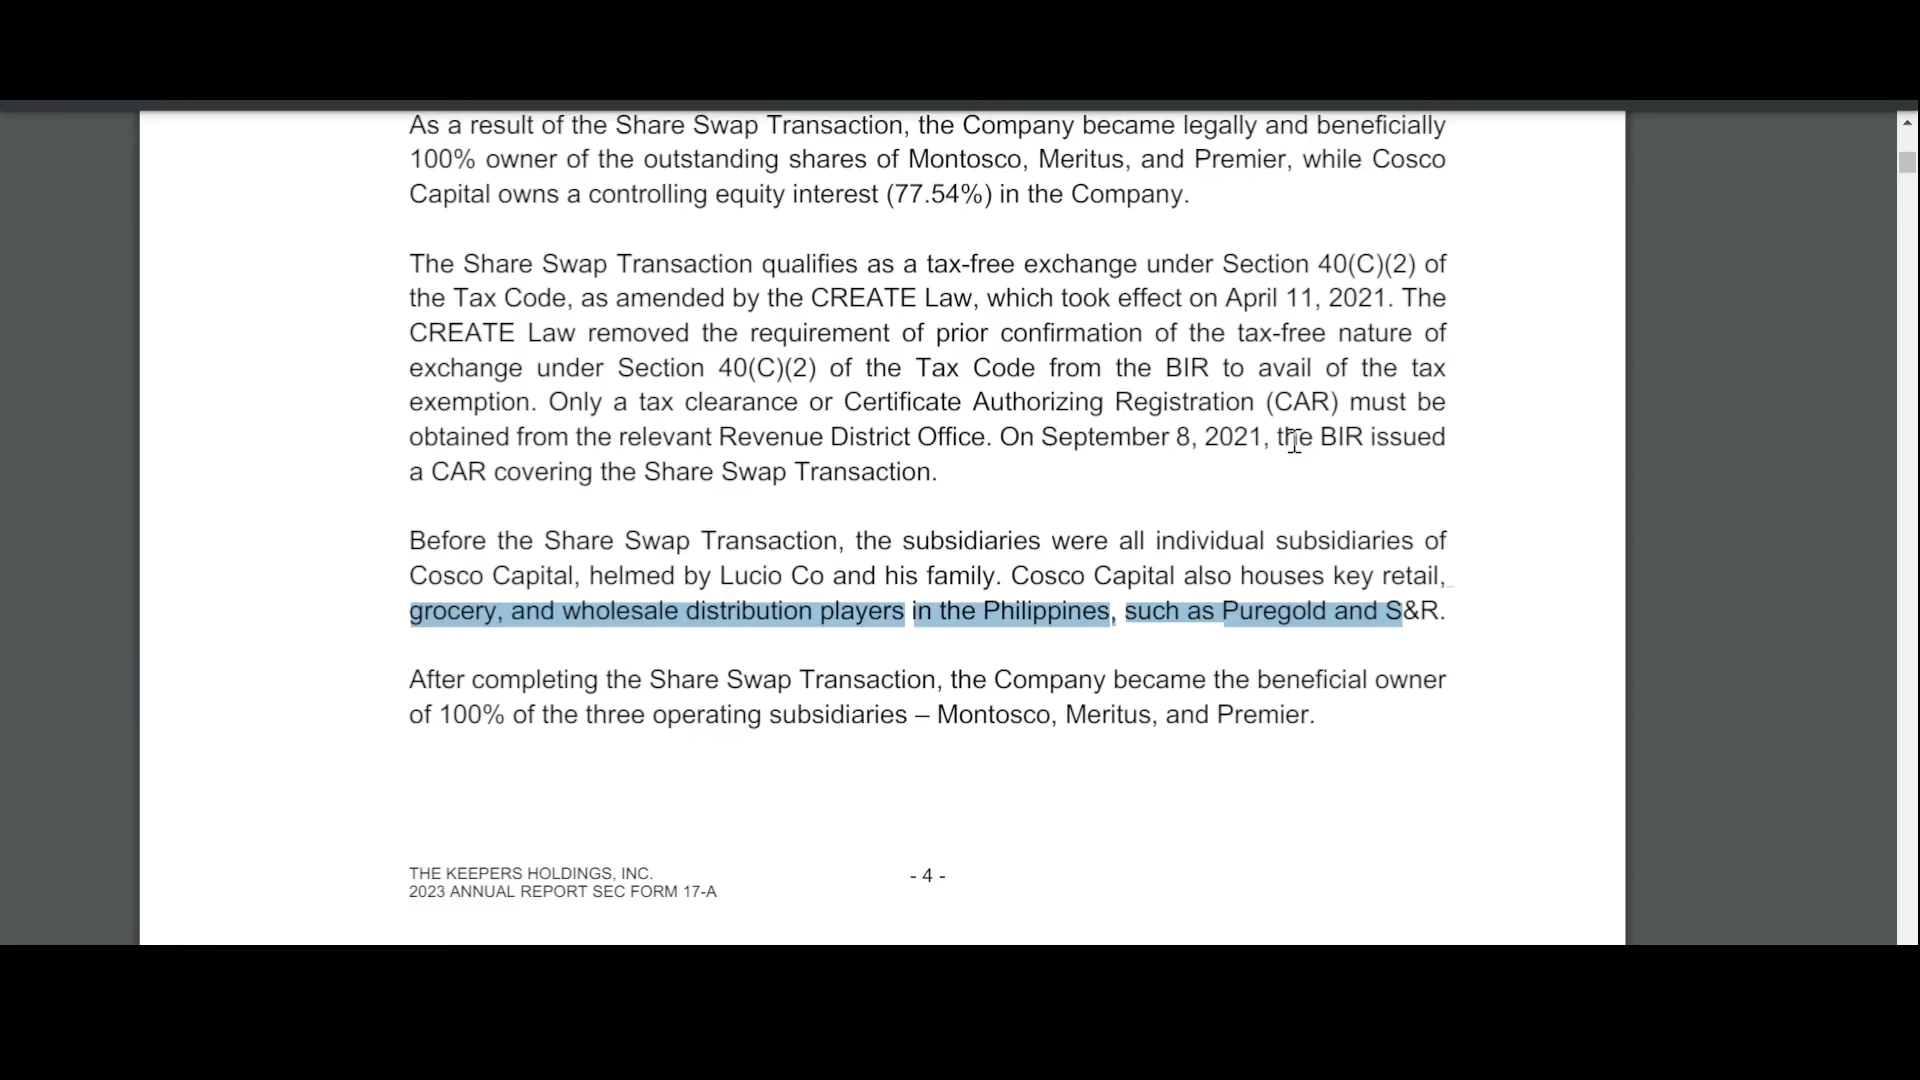 As a result of the Share Swap Transaction, the Company became legally and beneficially
100% owner of the outstanding shares of Montosco, Meritus, and Premier, while Cosco
Capital owns a controlling equity interest (77.54%) in the Company.
The Share Swap Transaction qualifies as a tax-free exchange under Section 40(C)(2) of
the Tax Code, as amended by the CREATE Law, which took effect on April 11, 2021. The
CREATE Law removed the requirement of prior confirmation of the tax-free nature of
exchange under Section 40(C)(2) of the Tax Code from the BIR to avail of the tax
exemption. Only a tax clearance or Certificate Authorizing Registration (CAR) must be
obtained from the relevant Revenue District Office. On September 8, 2021, the BIR issued
a CAR covering the Share Swap Transaction.
Before the Share Swap Transaction, the subsidiaries were all individual subsidiaries of
Cosco Capital, helmed by Lucio Co and his family. Cosco Capital also houses key retail,
grocery, and wholesale distribution players in the Philippines, such as Puregold and S&R.
After completing the Share Swap Transaction, the Company became the beneficial owner
of 100% of the three operating subsidiaries – Montosco, Meritus, and Premier.
THE KEEPERS HOLDINGS, INC.
2023 ANNUAL REPORT SEC FORM 17-A
- 4 -